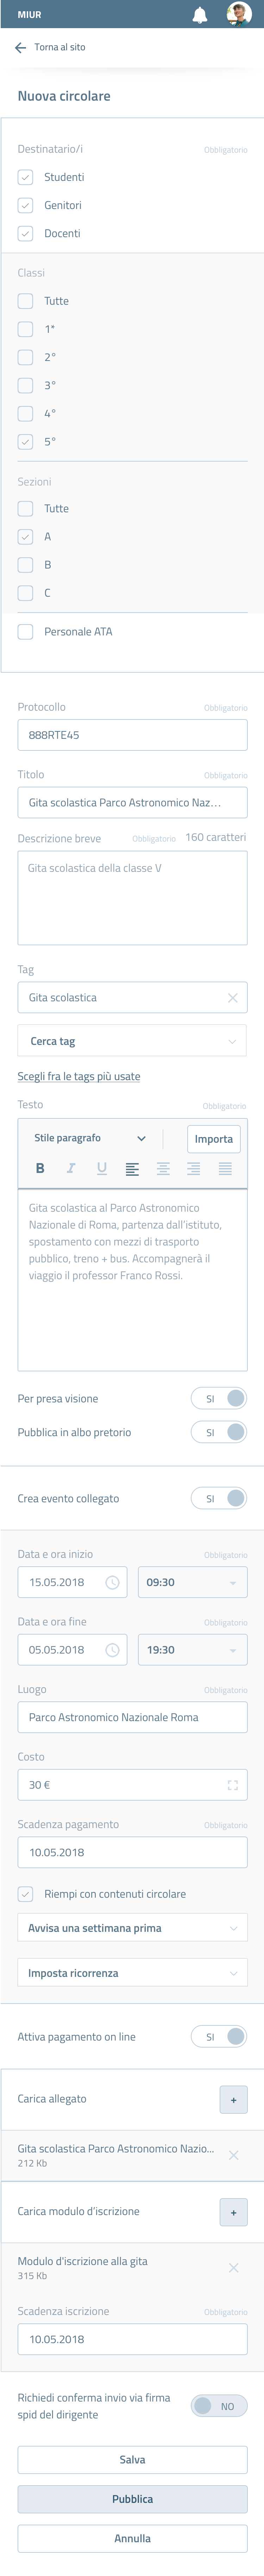 MIUR
Torna al sito
Nuova circolare
Destinatario/i Obbligatorio
Studenti
Genitori
Docenti
Classi
Tutte
1°
2°
3°
4°
5°
Sezioni
Tutte
A
B
C
Personale ATA
Protocollo Obbligatorio
888RTE45
Titolo Obbligatorio
Gita scolastica Parco Astronomico Naz...
Descrizione breve Obbligatorio 160 caratteri
Gita scolastica della classe V
Tag
Gita scolastica
Cerca tag
Scegli fra le tags più usate
Testo Obbligatorio
Stile paragrafo Importa
B I U
Gita scolastica al Parco Astronomico
Nazionale di Roma, partenza dall'istituto,
spostamento con mezzi di trasporto
pubblico, treno + bus. Accompagnerà il
viaggio il professor Franco Rossi.
Per presa visione SI
Pubblica in albo pretorio SI
Crea evento collegato SI
Data e ora inizio Obbligatorio
15.05.2018 09:30
Data e ora fine Obbligatorio
05.05.2018 19:30
Luogo Obbligatorio
Parco Astronomico Nazionale Roma
Costo
30 €
Scadenza pagamento Obbligatorio
10.05.2018
Riempi con contenuti circolare
Avvisa una settimana prima
Imposta ricorrenza
Attiva pagamento on line SI
Carica allegato +
Gita scolastica Parco Astronomico Nazio...
212 Kb
Carica modulo d'iscrizione +
Modulo d'iscrizione alla gita
315 Kb
Scadenza iscrizione Obbligatorio
10.05.2018
Richiedi conferma invio via firma
spid del dirigente NO
Salva
Pubblica
Annulla